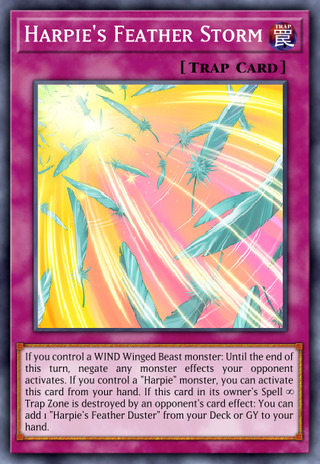 Harpie's Feather Storm
TRAP
罠
[Trap Card]
If you control a WIND Winged Beast monster: Until the end of
this turn, negate any monster effects your opponent
activates. If you control a "Harpie" monster, you can activate
this card from your hand. If this card in its owner's Spell ∞
Trap Zone is destroyed by an opponent's card effect: You can
add 1 "Harpie's Feather Duster" from your Deck or GY to your
hand.